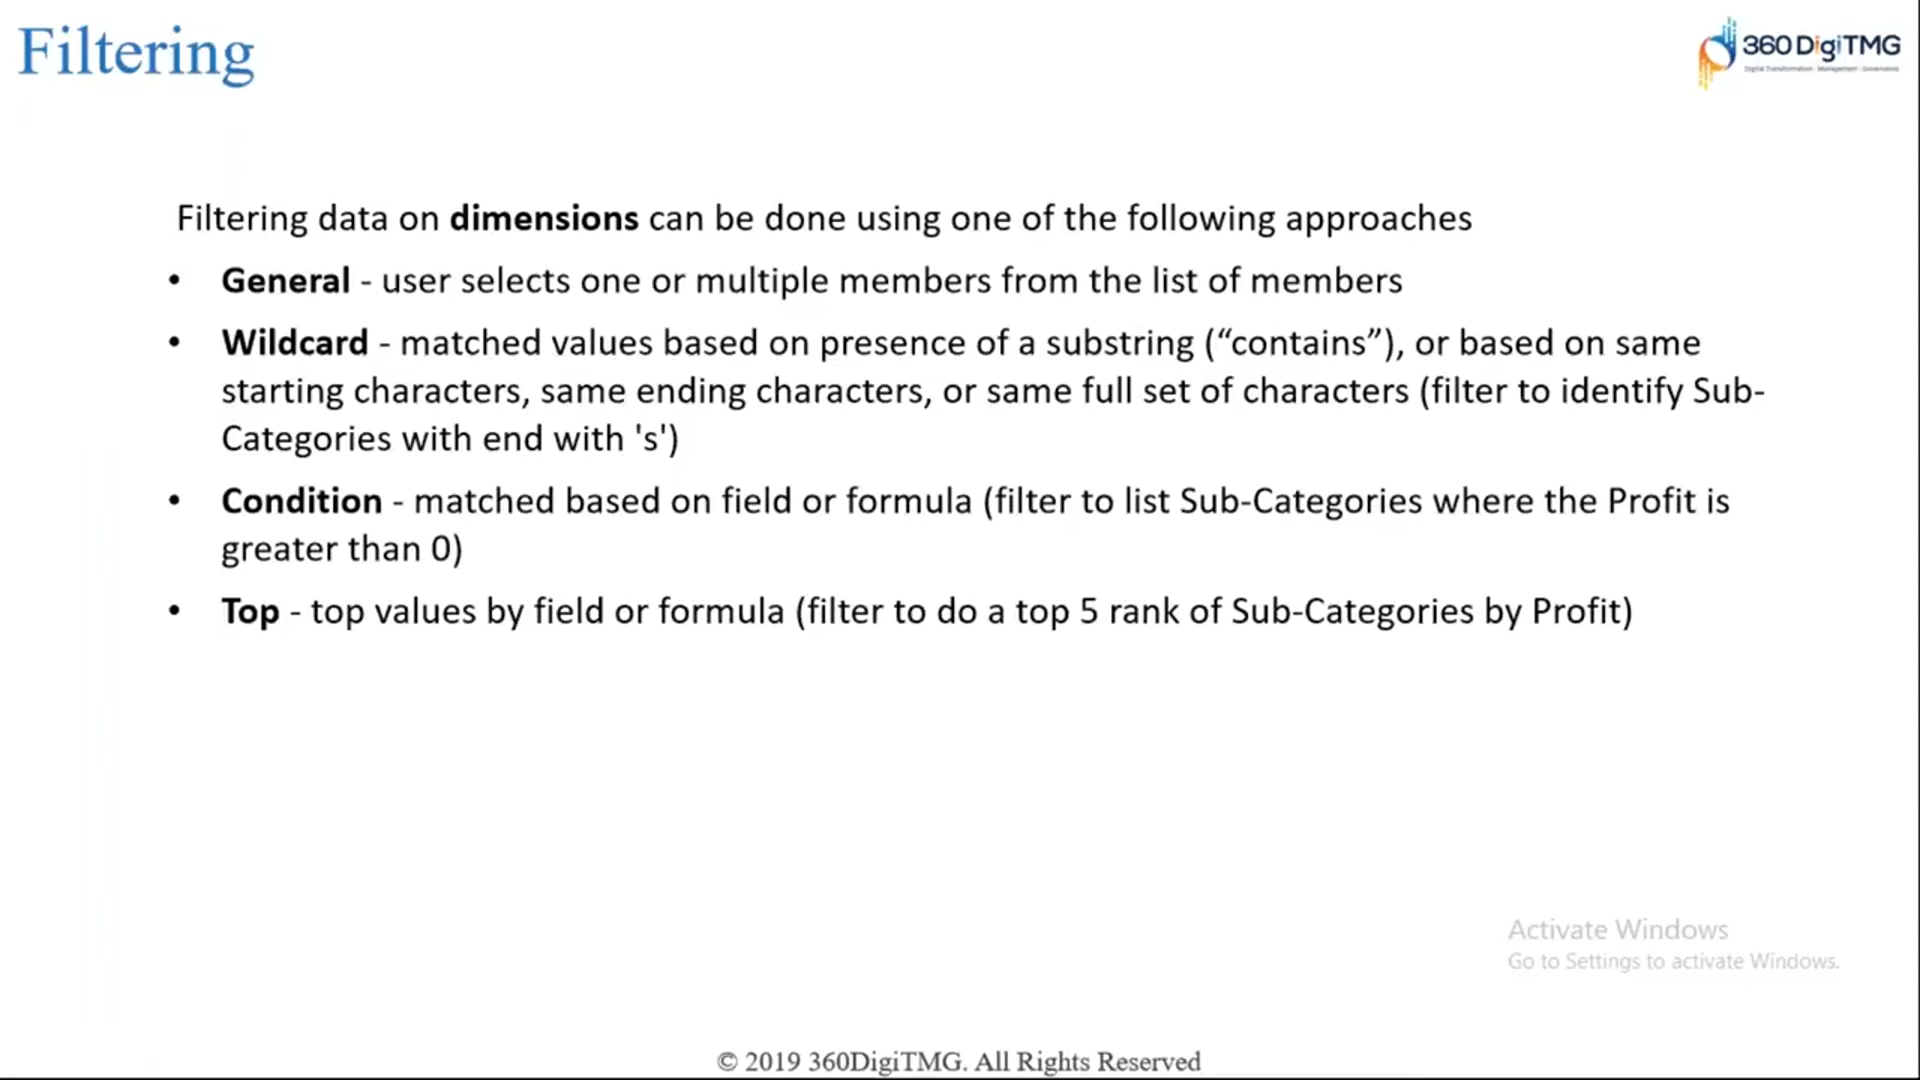 Filtering
360DigiTMG
Filtering data on dimensions can be done using one of the following approaches
• General - user selects one or multiple members from the list of members
• Wildcard - matched values based on presence of a substring (“contains”), or based on same
starting characters, same ending characters, or same full set of characters (filter to identify Sub-
Categories with end with 's')
• Condition - matched based on field or formula (filter to list Sub-Categories where the Profit is
greater than 0)
• Top - top values by field or formula (filter to do a top 5 rank of Sub-Categories by Profit)
Activate Windows
Go to Settings to activate Windows.
© 2019 360DigiTMG. All Rights Reserved